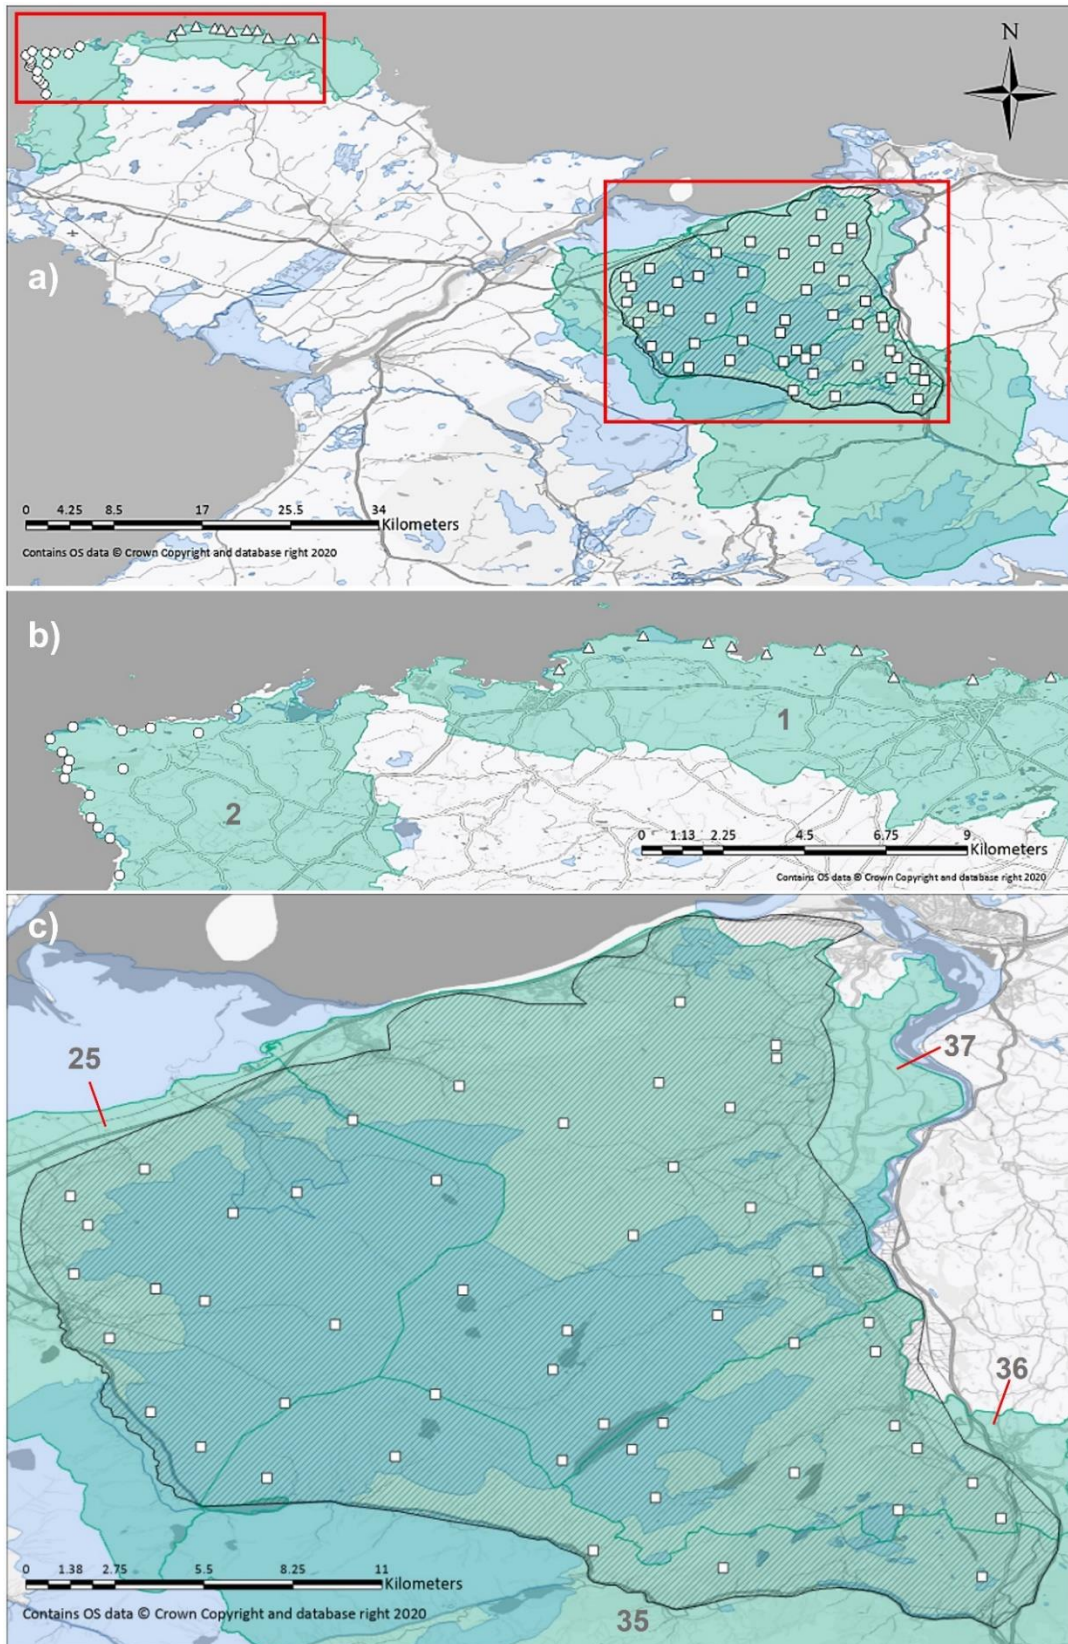 N
a)
0 4.25 8.5 17 25.5 34
Kilometers
Contains OS data © Crown Copyright and database right 2020
b)
1
2
0 1.13 2.25 4.5 6.75 9
Kilometers
Contains OS data © Crown Copyright and database right 2020
c)
25
37
36
0 1.38 2.75 5.5 8.25 11
Kilometers
Contains OS data © Crown Copyright and database right 2020
35